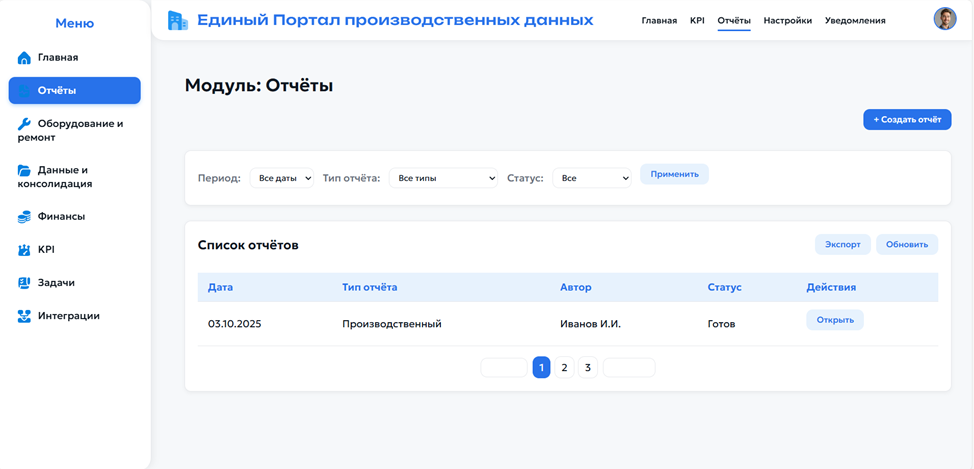 Меню
Главная
Отчёты
Оборудование и
ремонт
Данные и
консолидация
Финансы
KPI
Задачи
Интеграции
Единый Портал производственных данных
Главная KPI Отчёты Настройки Уведомления
Модуль: Отчёты
+ Создать отчёт
Период: Все даты Тип отчёта: Все типы Статус: Все Применить
Список отчётов Экспорт Обновить
Дата Тип отчёта Автор Статус Действия
03.10.2025 Производственный Иванов И.И. Готов Открыть
1 2 3